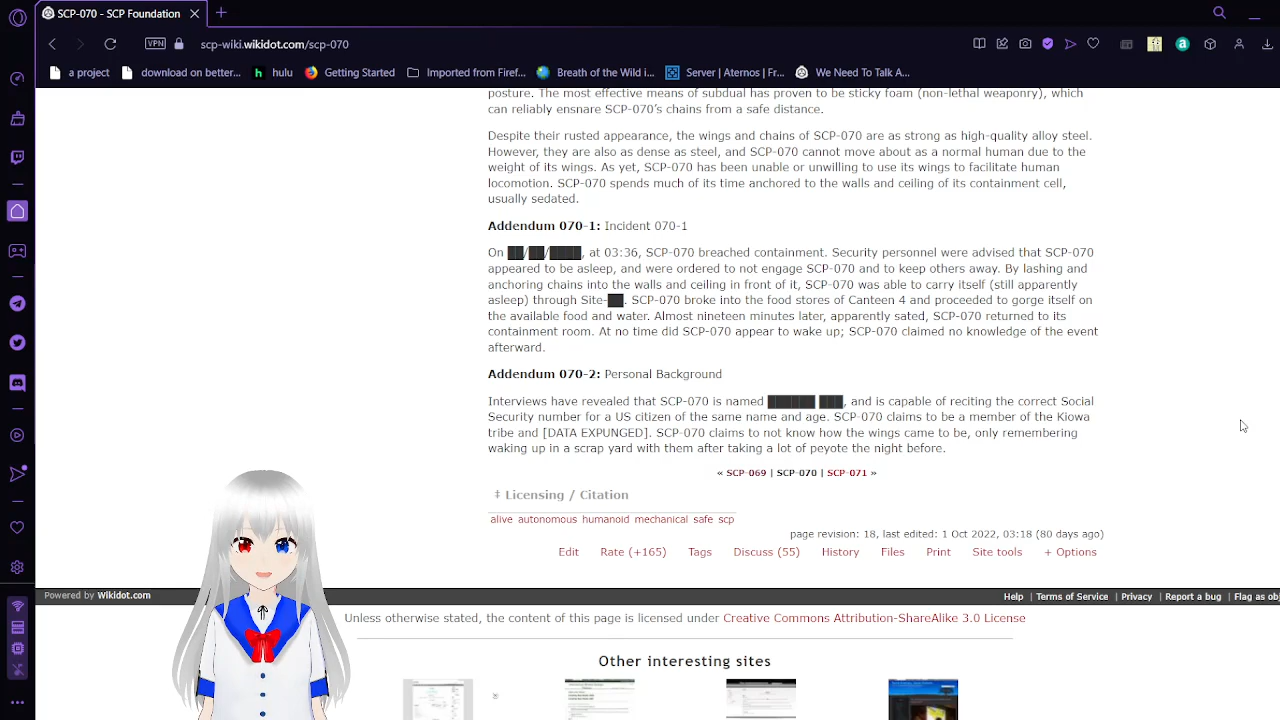 SCP-070 - SCP Foundation
VPN scp-wiki.wikidot.com/scp-070
a project download on better... hulu Getting Started Imported from Firef... Breath of the Wild i... Server | Aternos | Fr... We Need To Talk A...
posture. The most effective means of subdual has proven to be sticky foam (non-lethal weaponry), which
can reliably ensnare SCP-070's chains from a safe distance.
Despite their rusted appearance, the wings and chains of SCP-070 are as strong as high-quality alloy steel.
However, they are also as dense as steel, and SCP-070 cannot move about as a normal human due to the
weight of its wings. As yet, SCP-070 has been unable or unwilling to use its wings to facilitate human
locomotion. SCP-070 spends much of its time anchored to the walls and ceiling of its containment cell,
usually sedated.
Addendum 070-1: Incident 070-1
On ██/██/████, at 03:36, SCP-070 breached containment. Security personnel were advised that SCP-070
appeared to be asleep, and were ordered to not engage SCP-070 and to keep others away. By lashing and
anchoring chains into the walls and ceiling in front of it, SCP-070 was able to carry itself (still apparently
asleep) through Site-██. SCP-070 broke into the food stores of Canteen 4 and proceeded to gorge itself on
the available food and water. Almost nineteen minutes later, apparently sated, SCP-070 returned to its
containment room. At no time did SCP-070 appear to wake up; SCP-070 claimed no knowledge of the event
afterward.
Addendum 070-2: Personal Background
Interviews have revealed that SCP-070 is named ██████ ███, and is capable of reciting the correct Social
Security number for a US citizen of the same name and age. SCP-070 claims to be a member of the Kiowa
tribe and [DATA EXPUNGED]. SCP-070 claims to not know how the wings came to be, only remembering
waking up in a scrap yard with them after taking a lot of peyote the night before.
« SCP-069 | SCP-070 | SCP-071 »
‡ Licensing / Citation
alive autonomous humanoid mechanical safe scp
page revision: 18, last edited: 1 Oct 2022, 03:18 (80 days ago)
Edit Rate (+165) Tags Discuss (55) History Files Print Site tools + Options
Powered by Wikidot.com Help | Terms of Service | Privacy | Report a bug | Flag as obj
Unless otherwise stated, the content of this page is licensed under Creative Commons Attribution-ShareAlike 3.0 License
Other interesting sites